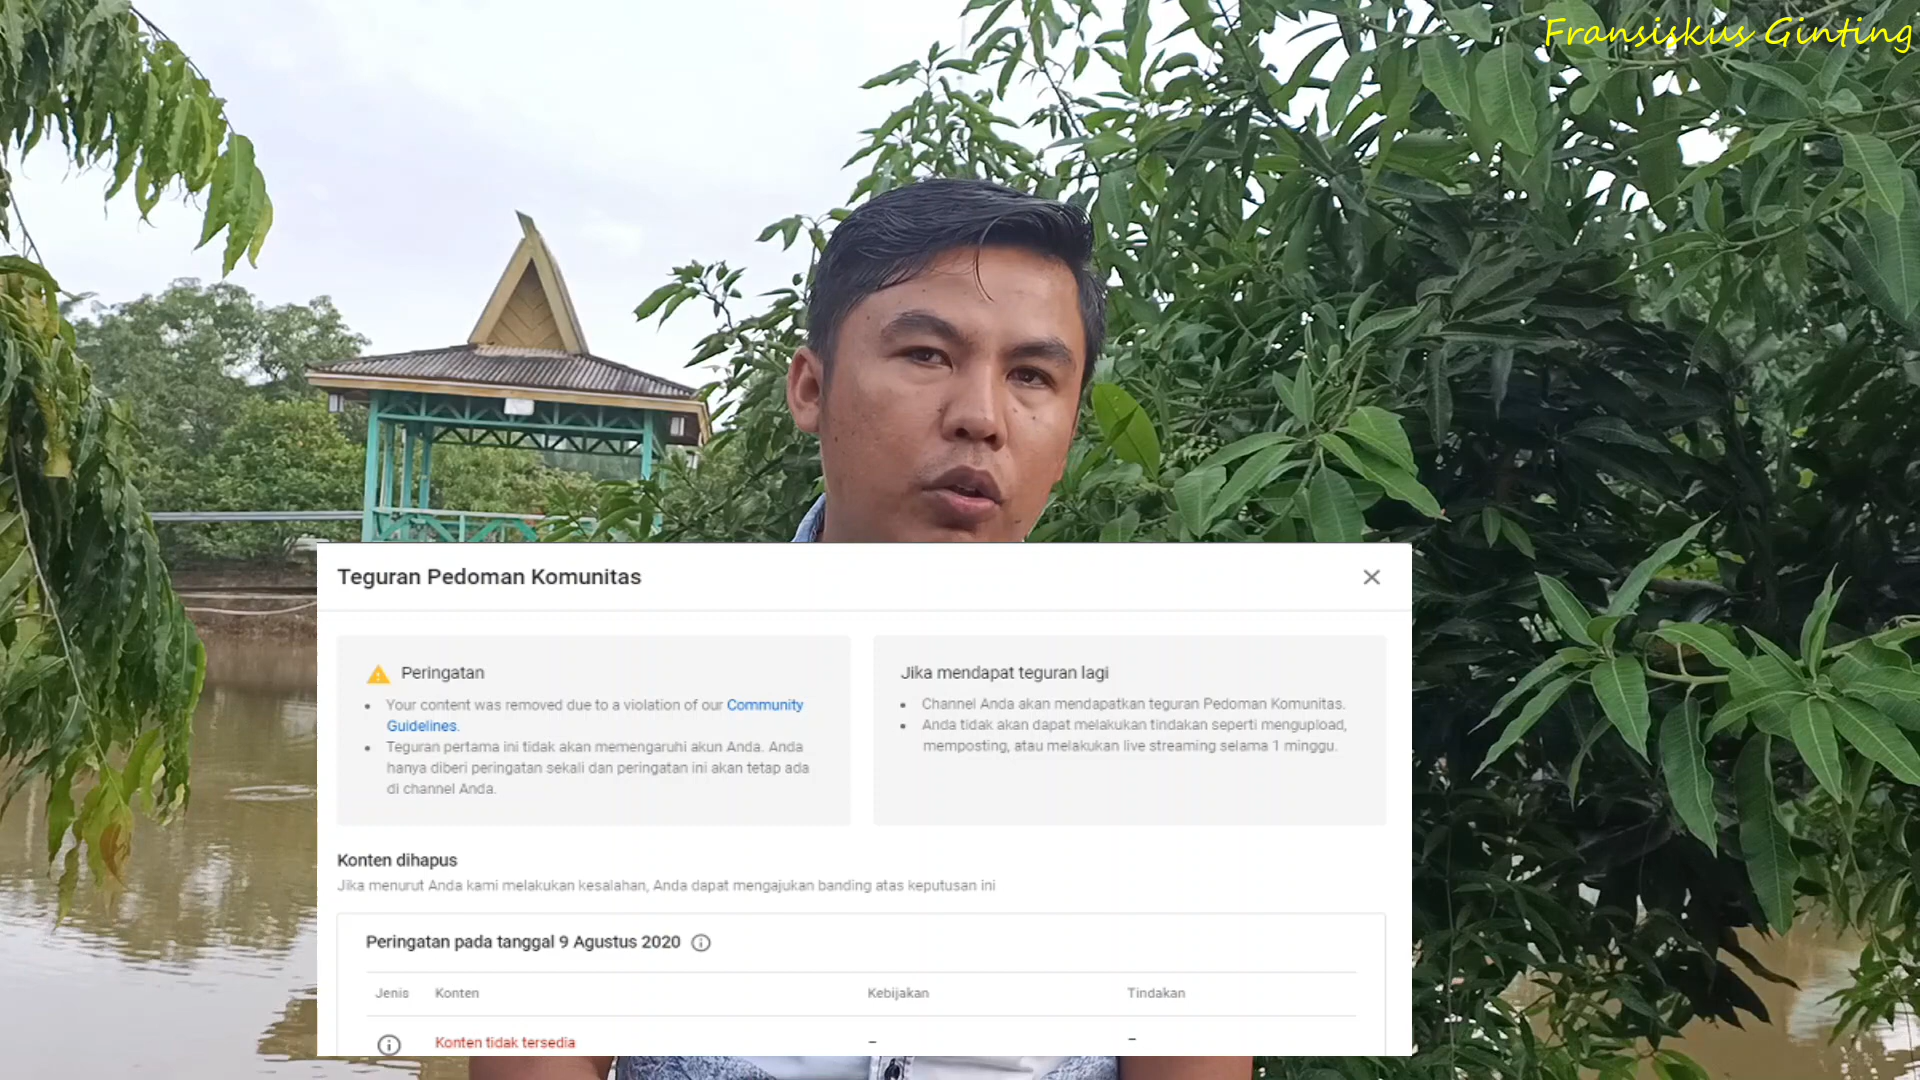 Fransiskus Ginting
Teguran Pedoman Komunitas
Peringatan
Your content was removed due to a violation of our Community
Guidelines.
Teguran pertama ini tidak akan memengaruhi akun Anda. Anda
hanya diberi peringatan sekali dan peringatan ini akan tetap ada
di channel Anda.
Jika mendapat teguran lagi
Channel Anda akan mendapatkan teguran Pedoman Komunitas.
Anda tidak akan dapat melakukan tindakan seperti mengupload,
memposting, atau melakukan live streaming selama 1 minggu.
Konten dihapus
Jika menurut Anda kami melakukan kesalahan, Anda dapat mengajukan banding atas keputusan ini
Peringatan pada tanggal 9 Agustus 2020
Jenis Konten Kebijakan Tindakan
Konten tidak tersedia – –